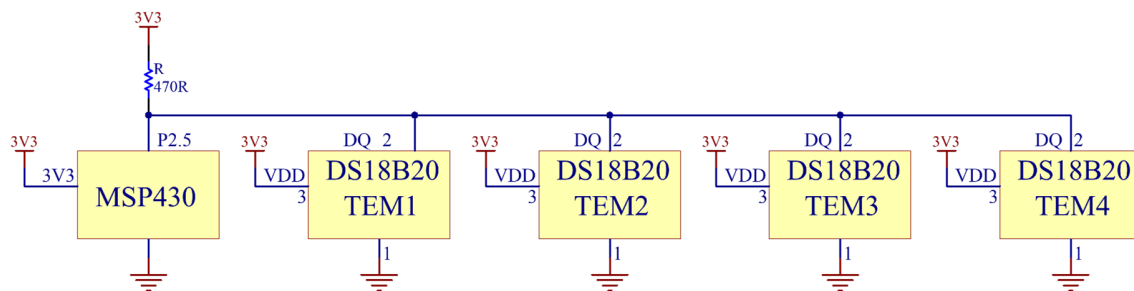 3V3
R
470R
3V3
3V3
P2.5
MSP430
3V3
VDD
3
DQ 2
DS18B20
TEM1
1
3V3
VDD
3
DQ 2
DS18B20
TEM2
1
3V3
VDD
3
DQ 2
DS18B20
TEM3
1
3V3
VDD
3
DQ 2
DS18B20
TEM4
1